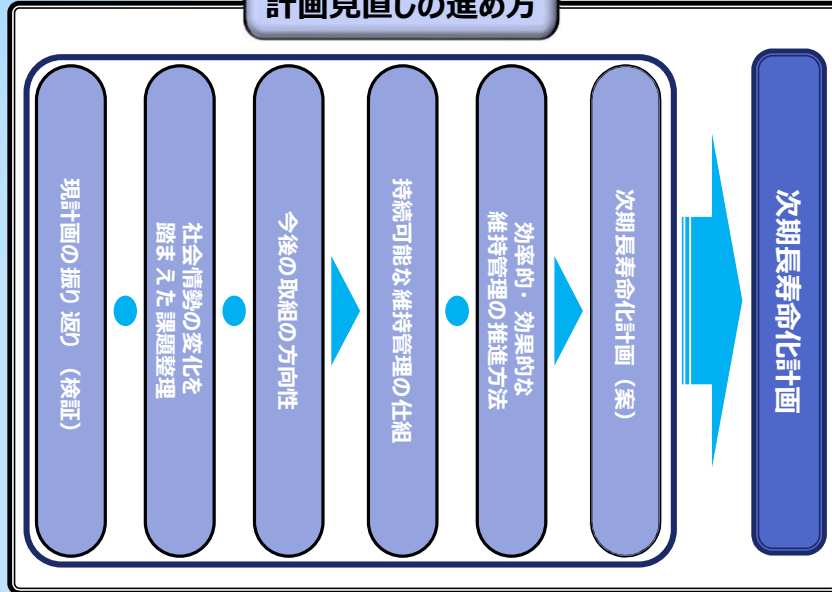 計画見直しの進め方
現計画の振り返り（検証）
社会情勢の変化を
踏まえた課題整理
今後の取組の方向性
持続可能な維持管理の仕組
効率的・効果的な
維持管理の推進方法
次期長寿命化計画（案）
次期長寿命化計画